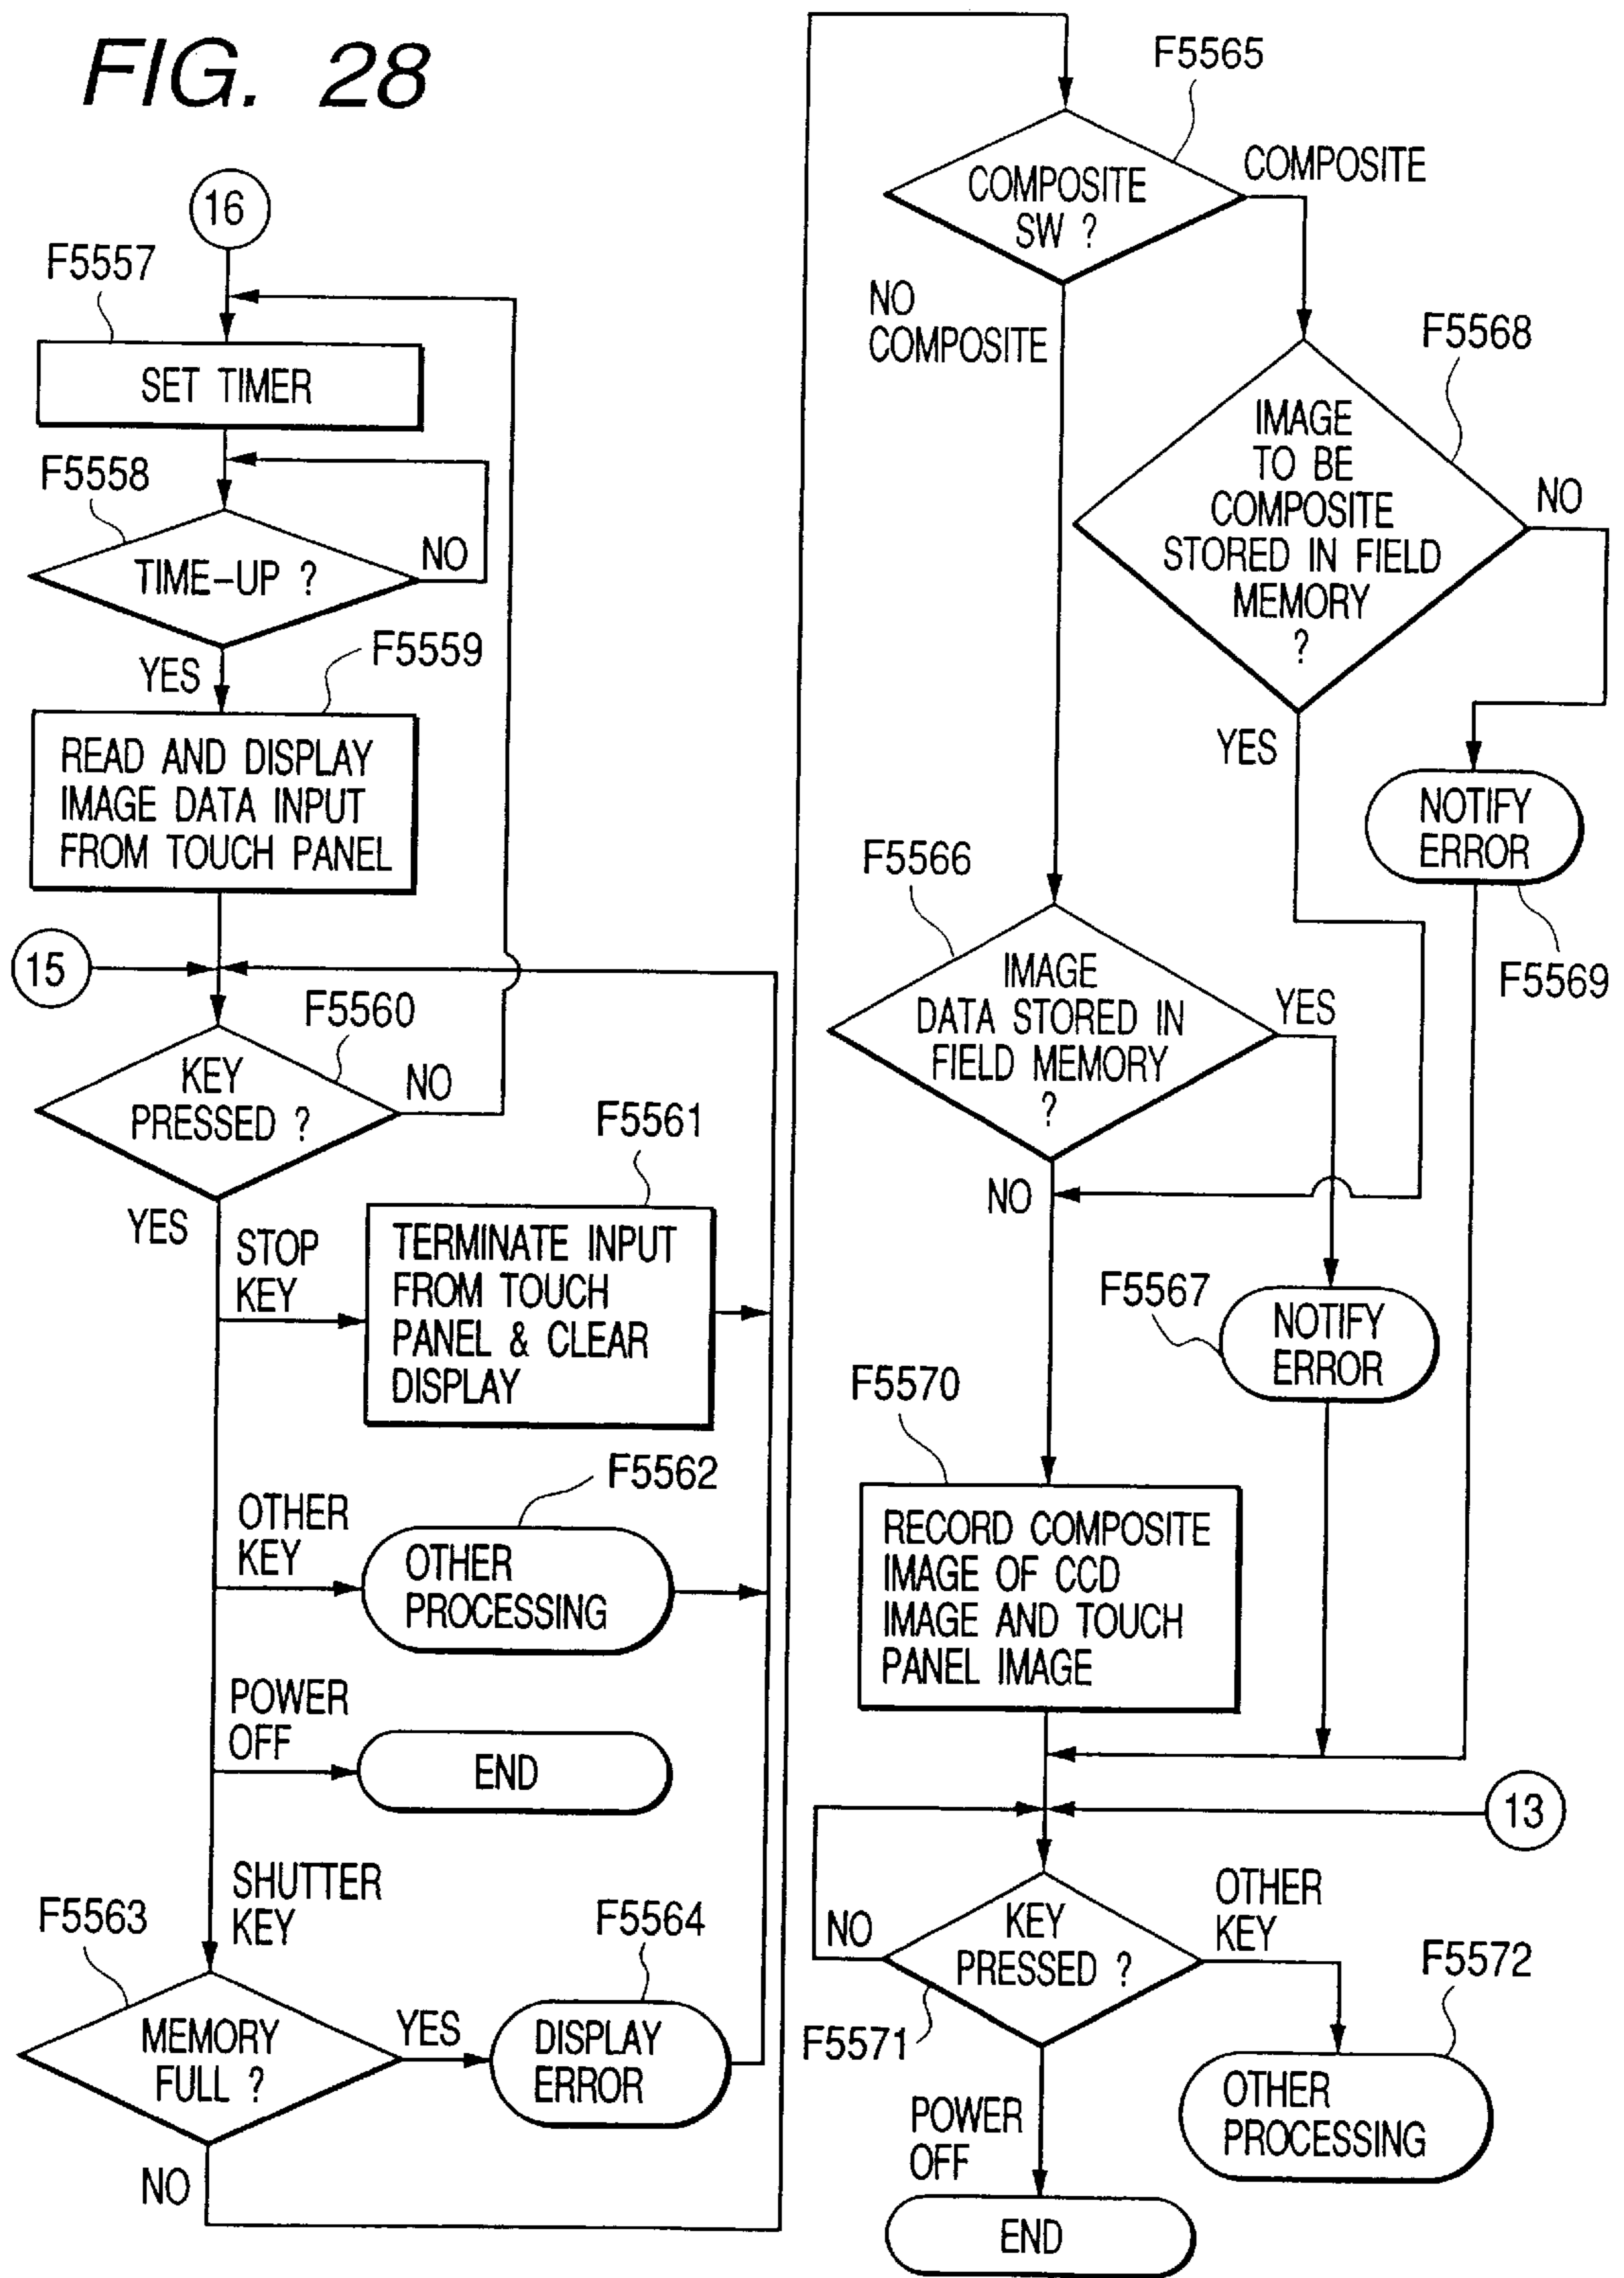 FIG. 28
16
F5557
SET TIMER
F5558
TIME-UP ?
NO
YES
F5559
READ AND DISPLAY
IMAGE DATA INPUT
FROM TOUCH PANEL
15
F5560
KEY
PRESSED ?
NO
YES
STOP
KEY
F5561
TERMINATE INPUT
FROM TOUCH
PANEL & CLEAR
DISPLAY
OTHER
KEY
F5562
OTHER
PROCESSING
POWER
OFF
END
SHUTTER
KEY
F5563
MEMORY
FULL ?
YES
F5564
DISPLAY
ERROR
NO
F5565
COMPOSITE
SW ?
COMPOSITE
NO
COMPOSITE
F5568
IMAGE
TO BE
COMPOSITE
STORED IN FIELD
MEMORY
?
NO
YES
NOTIFY
ERROR
F5569
F5566
IMAGE
DATA STORED IN
FIELD MEMORY
?
YES
NO
F5567
NOTIFY
ERROR
F5570
RECORD COMPOSITE
IMAGE OF CCD
IMAGE AND TOUCH
PANEL IMAGE
13
KEY
PRESSED ?
NO
OTHER
KEY
F5571
F5572
OTHER
PROCESSING
POWER
OFF
END